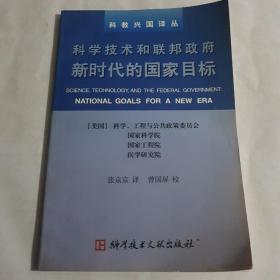 科教兴国译丛
科学技术和联邦政府
新时代的国家目标
SCIENCE, TECHNOLOGY, AND THE FEDERAL GOVERNMENT
NATIONAL GOALS FOR A NEW ERA
[美国] 科学、工程与公共政策委员会
国家科学院
国家工程院
医学研究院
张京京 译 曾国屏 校
科学技术文献出版社